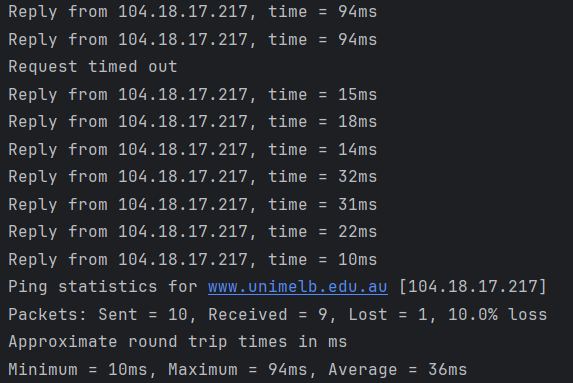 Reply from 104.18.17.217, time = 94ms
Reply from 104.18.17.217, time = 94ms
Request timed out
Reply from 104.18.17.217, time = 15ms
Reply from 104.18.17.217, time = 18ms
Reply from 104.18.17.217, time = 14ms
Reply from 104.18.17.217, time = 32ms
Reply from 104.18.17.217, time = 31ms
Reply from 104.18.17.217, time = 22ms
Reply from 104.18.17.217, time = 10ms
Ping statistics for www.unimelb.edu.au [104.18.17.217]
Packets: Sent = 10, Received = 9, Lost = 1, 10.0% loss
Approximate round trip times in ms
Minimum = 10ms, Maximum = 94ms, Average = 36ms